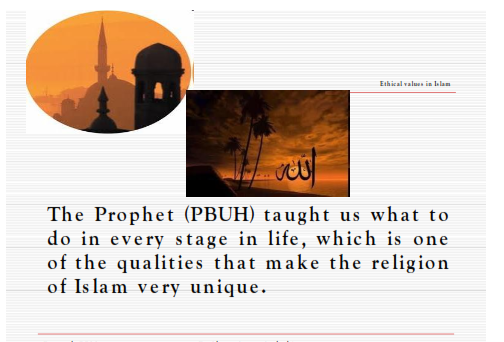 Ethical values in Islam
الله
The Prophet (PBUH) taught us what to
do in every stage in life, which is one
of the qualities that make the religion
of Islam very unique.